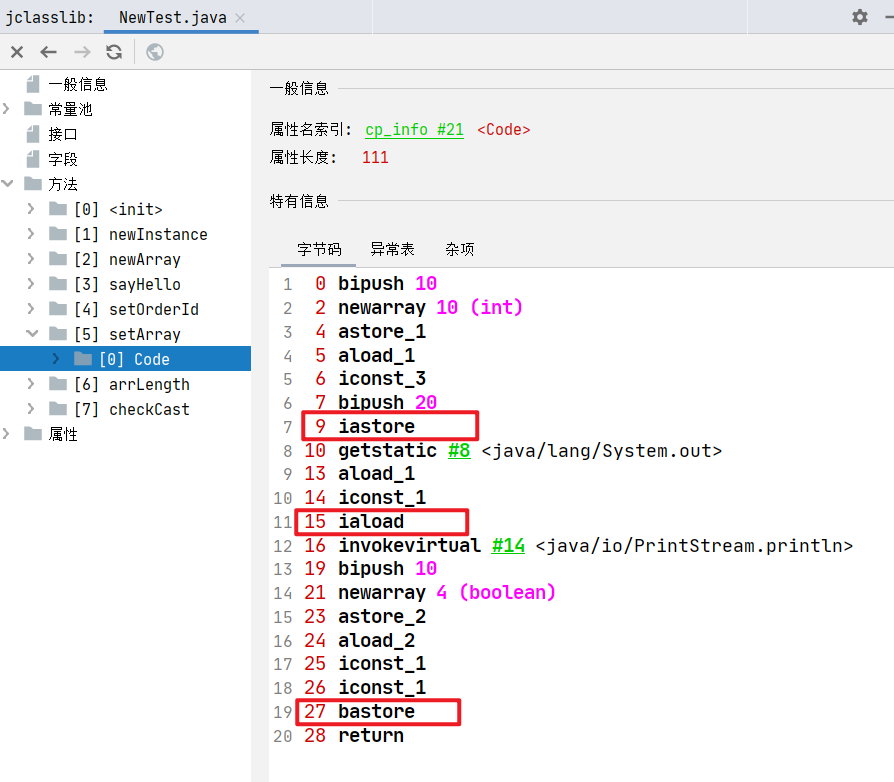 jclasslib: NewTest.java
一般信息
常量池
接口
字段
方法
[0] <init>
[1] newInstance
[2] newArray
[3] sayHello
[4] setOrderId
[5] setArray
[0] Code
[6] arrLength
[7] checkCast
属性
一般信息
属性名索引: cp_info #21 <Code>
属性长度: 111
特有信息
字节码 异常表 杂项
1 0 bipush 10
2 2 newarray 10 (int)
3 4 astore_1
4 5 aload_1
5 6 iconst_3
6 7 bipush 20
7 9 iastore
8 10 getstatic #8 <java/lang/System.out>
9 13 aload_1
10 14 iconst_1
11 15 iaload
12 16 invokevirtual #14 <java/io/PrintStream.println>
13 19 bipush 10
14 21 newarray 4 (boolean)
15 23 astore_2
16 24 aload_2
17 25 iconst_1
18 26 iconst_1
19 27 bastore
20 28 return